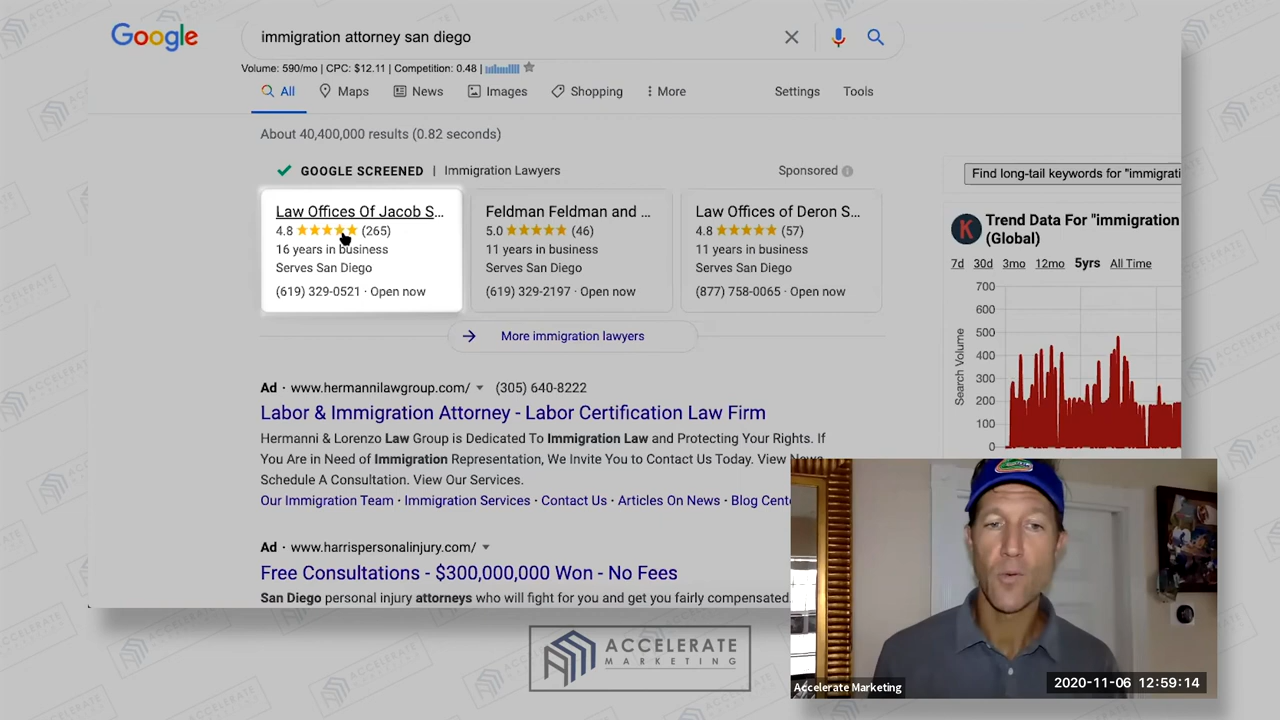 Google
immigration attorney san diego
Volume: 590/mo | CPC: $12.11 | Competition: 0.48 |
All
Maps
News
Images
Shopping
More
Settings
Tools
About 40,400,000 results (0.82 seconds)
GOOGLE SCREENED | Immigration Lawyers
Sponsored
Law Offices Of Jacob S...
4.8 (265)
16 years in business
Serves San Diego
(619) 329-0521 · Open now
Feldman Feldman and ...
5.0 (46)
11 years in business
Serves San Diego
(619) 329-2197 · Open now
Law Offices of Deron S...
4.8 (57)
11 years in business
Serves San Diego
(877) 758-0065 · Open now
More immigration lawyers
Ad · www.hermannilawgroup.com/ (305) 640-8222
Labor & Immigration Attorney - Labor Certification Law Firm
Hermanni & Lorenzo Law Group is Dedicated To Immigration Law and Protecting Your Rights. If
You Are in Need of Immigration Representation, We Invite You to Contact Us Today. View News.
Schedule A Consultation. View Our Services.
Our Immigration Team · Immigration Services · Contact Us · Articles On News · Blog Cent
Ad · www.harrispersonalinjury.com/
Free Consultations - $300,000,000 Won - No Fees
San Diego personal injury attorneys who will fight for you and get you fairly compensated.
Find long-tail keywords for "immigrati
K
Trend Data For "immigration
(Global)
7d
30d
3mo
12mo
5yrs
All Time
Search Volume
700
600
500
400
300
200
100
0
ACCELERATE
MARKETING
Accelerate Marketing
2020-11-06 12:59:14